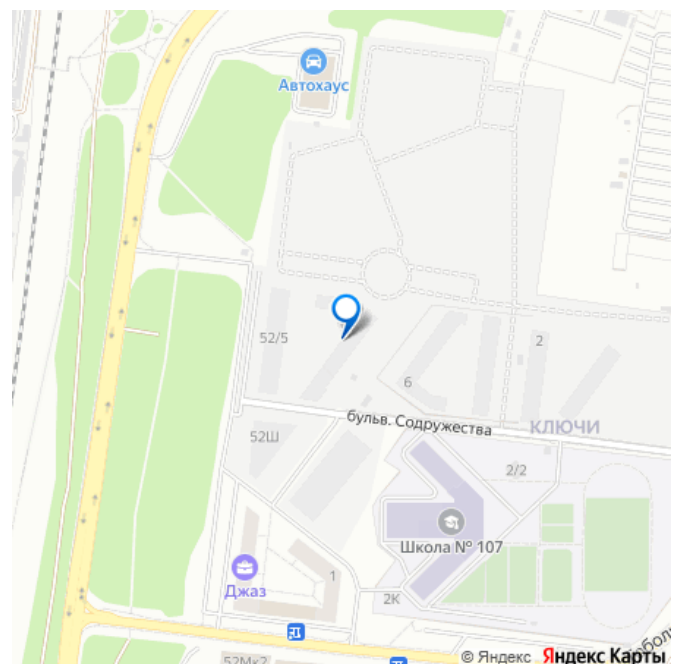 Автохаус
52/5
2
6
бульв. Содружества
КЛЮЧИ
52Ш
2/2
Школа № 107
Джаз
1
2К
52Мк2
© Яндекс Яндекс Карты